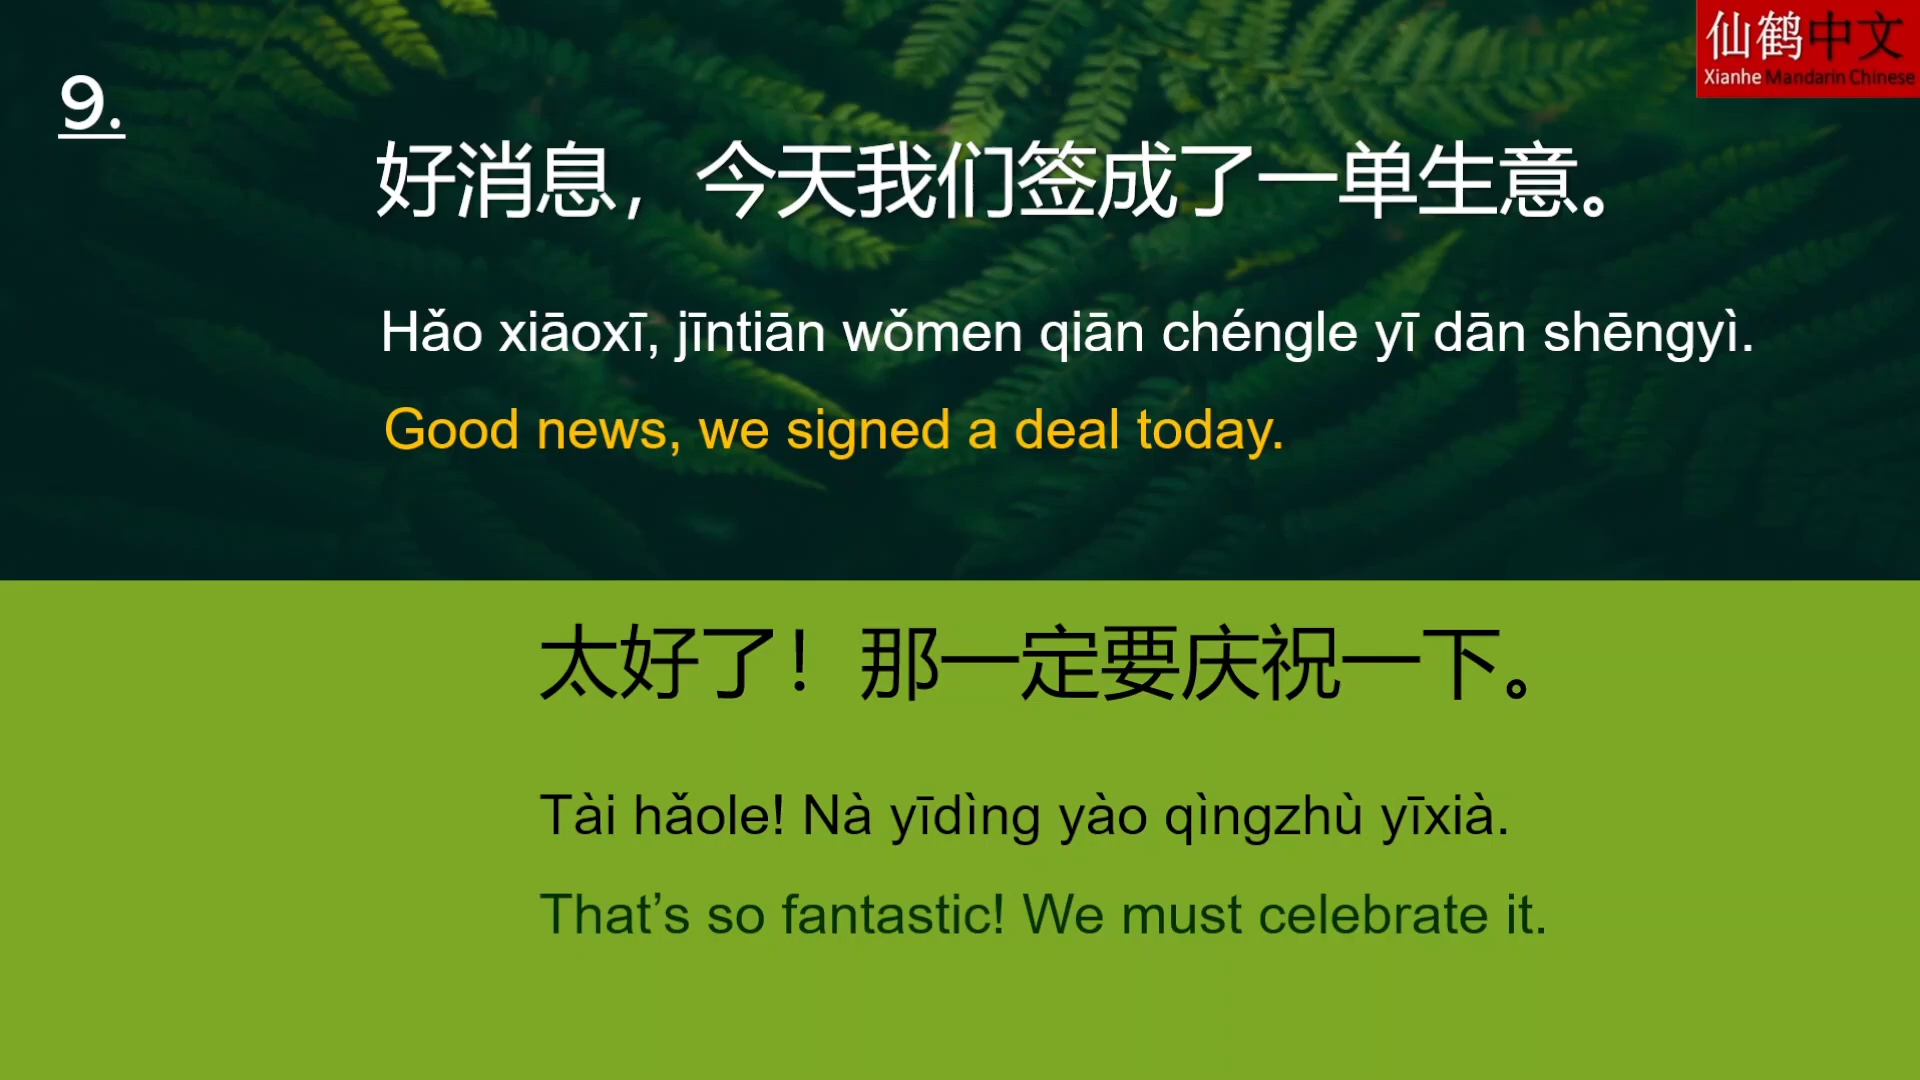 仙鹤中文
Xianhe Mandarin Chinese
9.
好消息，今天我们签成了一单生意。
Hǎo xiāoxī, jīntiān wǒmen qiān chéngle yī dān shēngyì.
Good news, we signed a deal today.
太好了！那一定要庆祝一下。
Tài hǎole! Nà yīdìng yào qìngzhù yīxià.
That’s so fantastic! We must celebrate it.